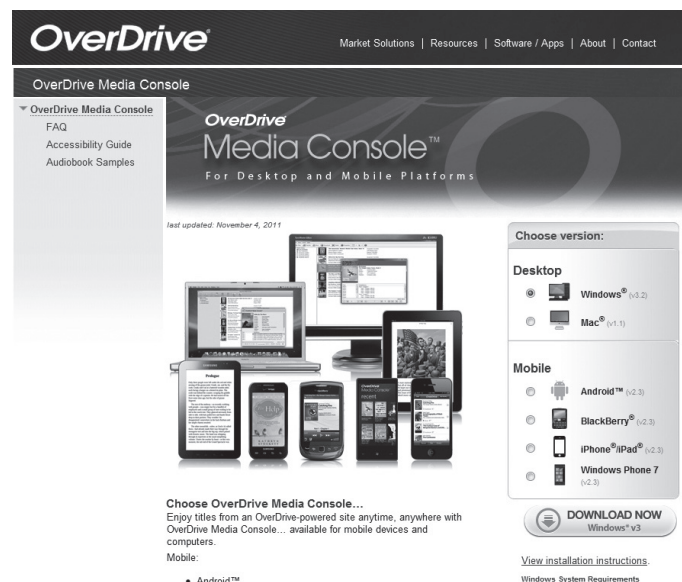 OverDrive®
Market Solutions | Resources | Software / Apps | About | Contact
OverDrive Media Console
OverDrive Media Console
FAQ
Accessibility Guide
Audiobook Samples
OverDrive®
Media Console™
For Desktop and Mobile Platforms
last updated: November 4, 2011
Prologue
Choose version:
Desktop
Windows® (v3.2)
Mac® (v1.1)
Mobile
Android™ (v2.3)
BlackBerry® (v2.3)
iPhone®/iPad® (v2.3)
Windows Phone 7
(v2.3)
DOWNLOAD NOW
Windows® v3
View installation instructions.
Windows System Requirements
Choose OverDrive Media Console…
Enjoy titles from an OverDrive-powered site anytime, anywhere with
OverDrive Media Console… available for mobile devices and
computers.
Mobile:
• Android™